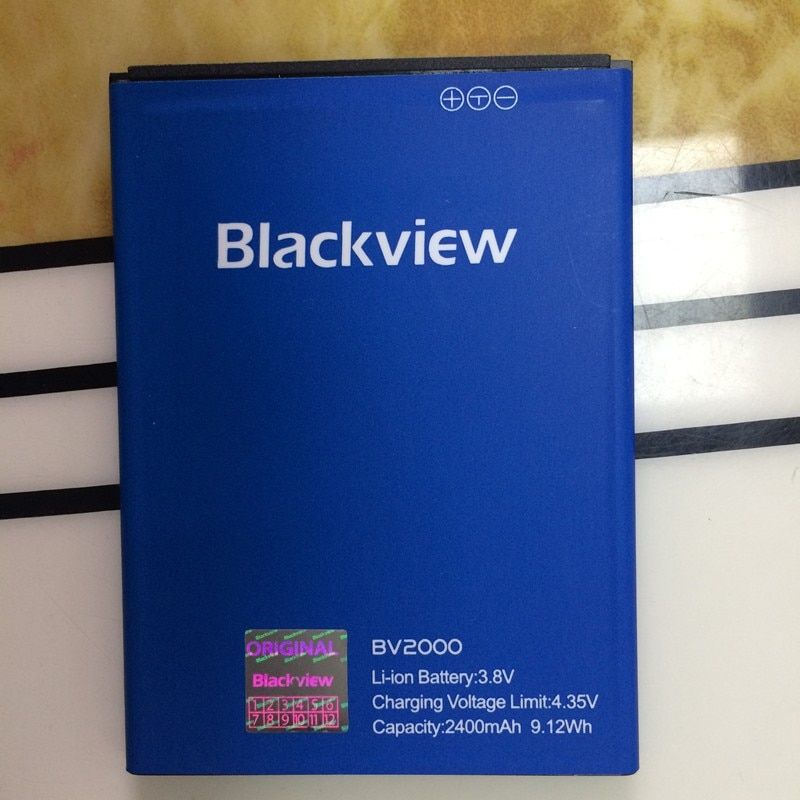 ⊕ Ⓣ ⊖
Blackview
ORIGINAL
Blackview
1 2 3 4 5 6
7 8 9 10 11 12
BV2000
Li-ion Battery:3.8V
Charging Voltage Limit:4.35V
Capacity:2400mAh 9.12Wh